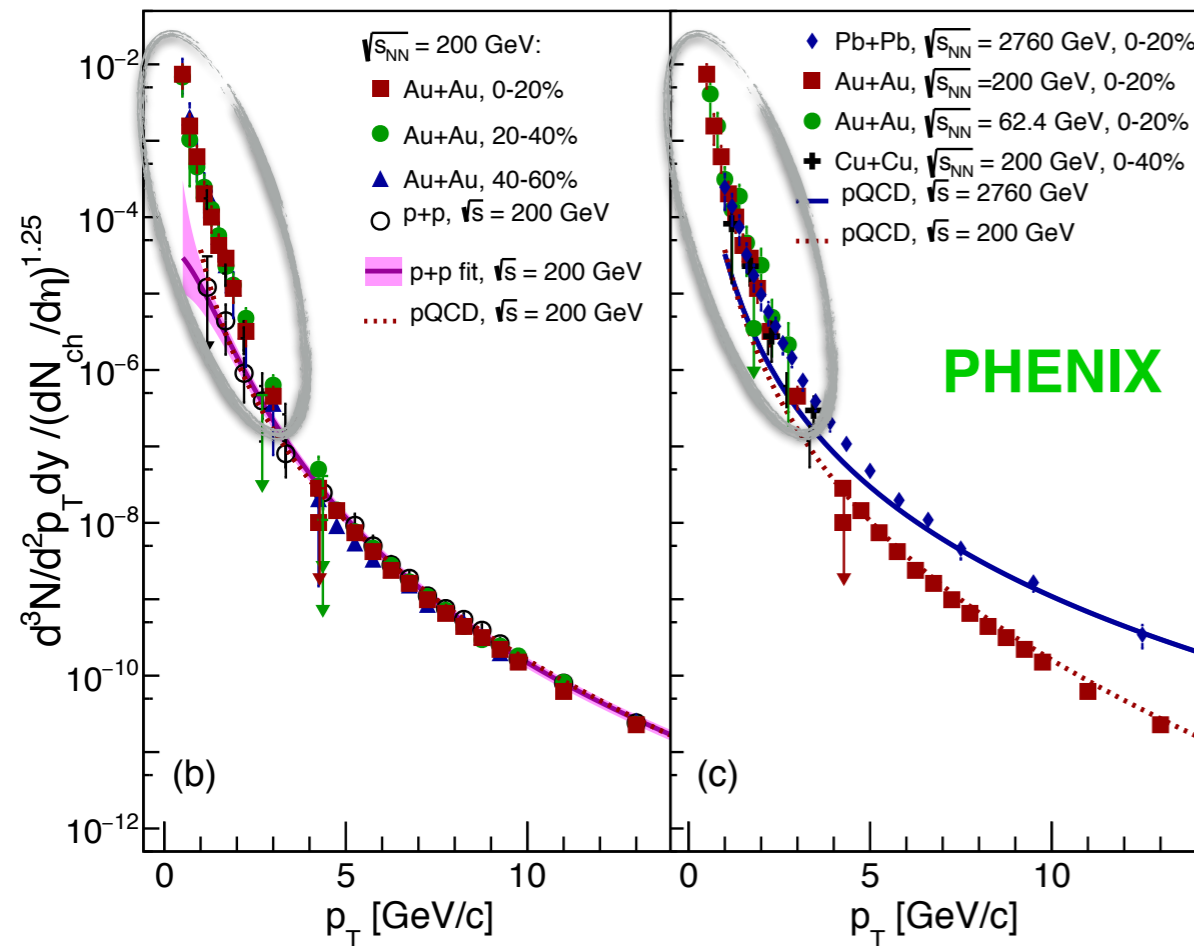 d³N/d²p_T dy /(dN_ch/dη)^1.25
10⁻²
10⁻⁴
10⁻⁶
10⁻⁸
10⁻¹⁰
10⁻¹²
√s_NN = 200 GeV:
Au+Au, 0-20%
Au+Au, 20-40%
Au+Au, 40-60%
p+p, √s = 200 GeV
p+p fit, √s = 200 GeV
pQCD, √s = 200 GeV
(b)
0 5 10
p_T [GeV/c]
Pb+Pb, √s_NN = 2760 GeV, 0-20%
Au+Au, √s_NN =200 GeV, 0-20%
Au+Au, √s_NN = 62.4 GeV, 0-20%
Cu+Cu, √s_NN = 200 GeV, 0-40%
pQCD, √s = 2760 GeV
pQCD, √s = 200 GeV
PHENIX
(c)
0 5 10
p_T [GeV/c]